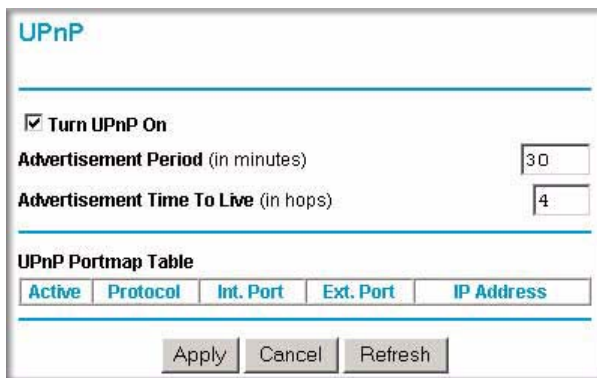 UPnP
Turn UPnP On
Advertisement Period (in minutes) 30
Advertisement Time To Live (in hops) 4
UPnP Portmap Table
Active Protocol Int. Port Ext. Port IP Address
Apply Cancel Refresh